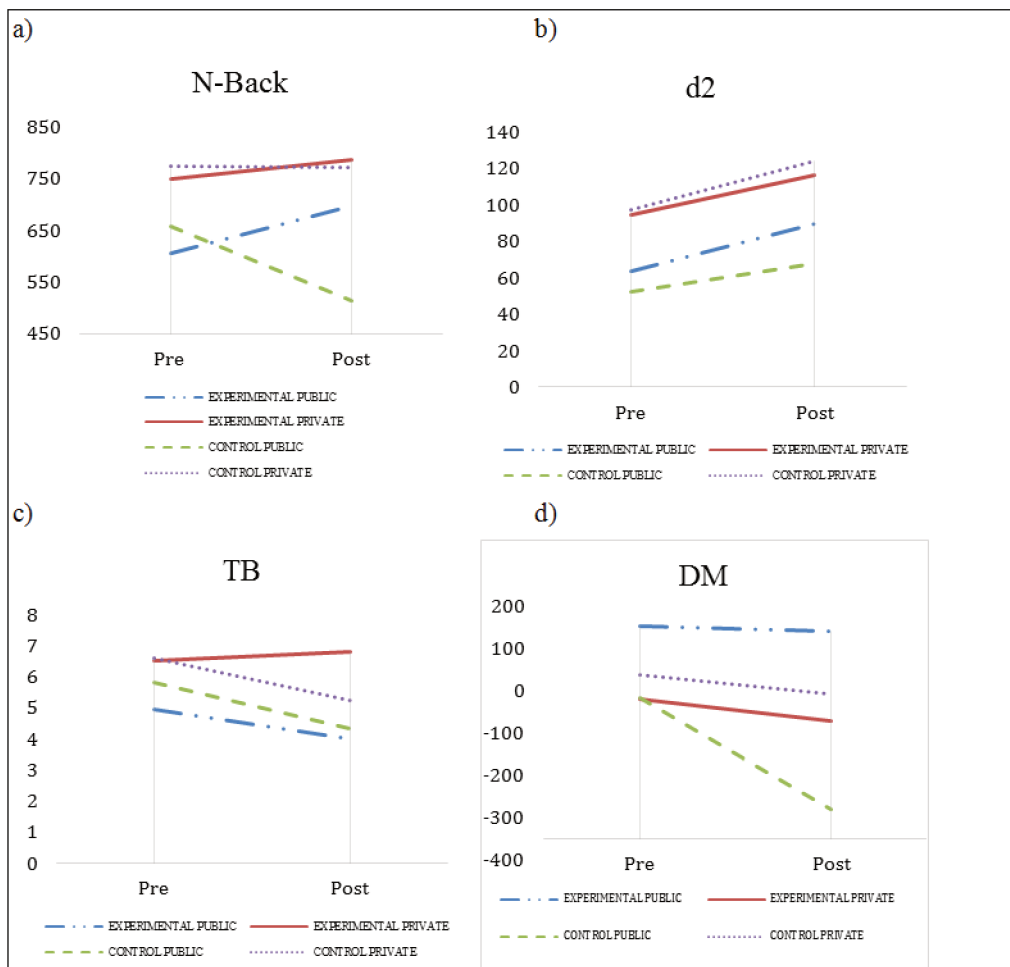 a)
N-Back
850
750
650
550
450
Pre Post
EXPERIMENTAL PUBLIC
EXPERIMENTAL PRIVATE
CONTROL PUBLIC
CONTROL PRIVATE
b)
d2
140
120
100
80
60
40
20
0
Pre Post
EXPERIMENTAL PUBLIC EXPERIMENTAL PRIVATE
CONTROL PUBLIC CONTROL PRIVATE
c)
TB
8
7
6
5
4
3
2
1
0
Pre Post
EXPERIMENTAL PUBLIC EXPERIMENTAL PRIVATE
CONTROL PUBLIC CONTROL PRIVATE
d)
DM
200
100
0
-100
-200
-300
-400
Pre Post
EXPERIMENTAL PUBLIC EXPERIMENTAL PRIVATE
CONTROL PUBLIC CONTROL PRIVATE